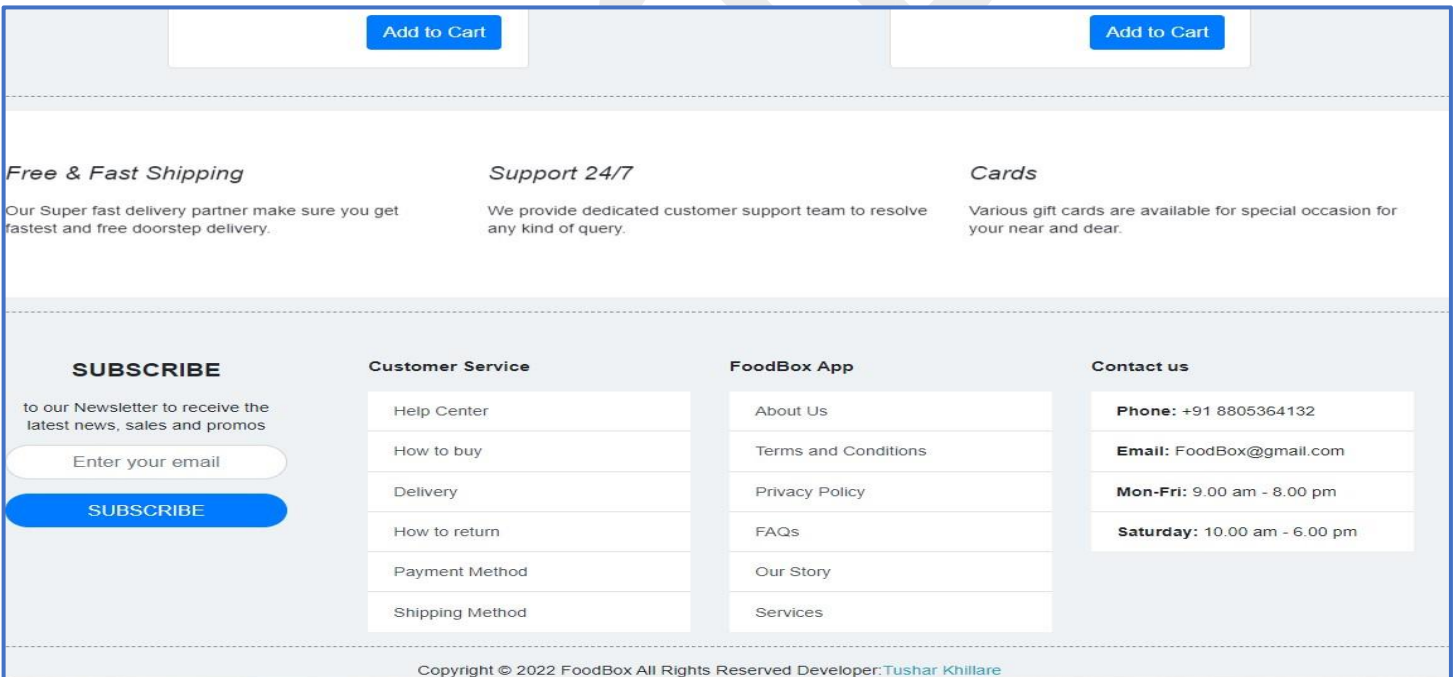 Add to Cart
Add to Cart
Free & Fast Shipping
Our Super fast delivery partner make sure you get
fastest and free doorstep delivery.
Support 24/7
We provide dedicated customer support team to resolve
any kind of query.
Cards
Various gift cards are available for special occasion for
your near and dear.
SUBSCRIBE
to our Newsletter to receive the
latest news, sales and promos
Enter your email
SUBSCRIBE
Customer Service
Help Center
How to buy
Delivery
How to return
Payment Method
Shipping Method
FoodBox App
About Us
Terms and Conditions
Privacy Policy
FAQs
Our Story
Services
Contact us
Phone: +91 8805364132
Email: FoodBox@gmail.com
Mon-Fri: 9.00 am - 8.00 pm
Saturday: 10.00 am - 6.00 pm
Copyright © 2022 FoodBox All Rights Reserved Developer:Tushar Khillare